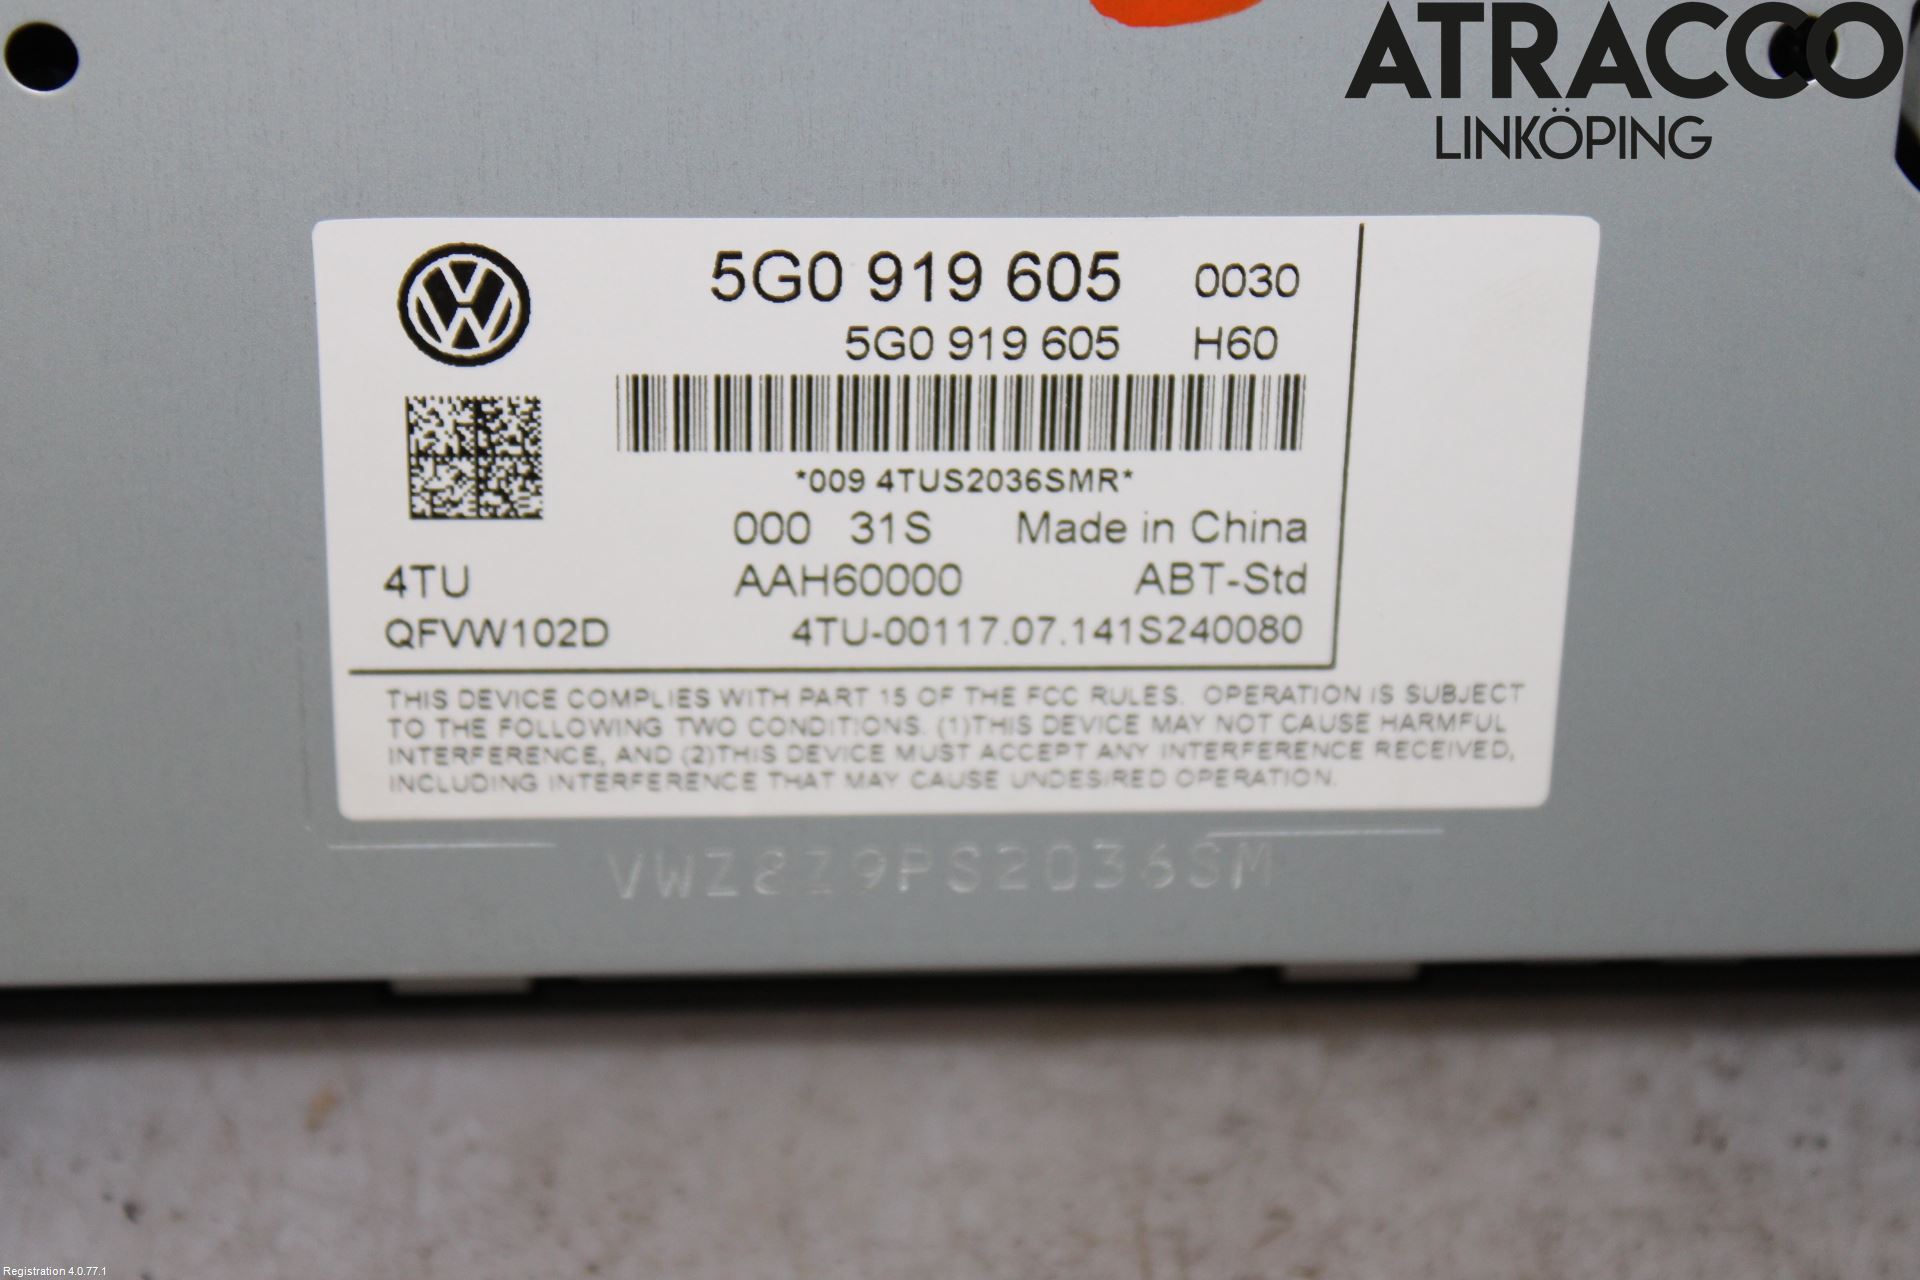 ATRACCO
LINKÖPING
5G0 919 605 0030
5G0 919 605 H60
*009 4TUS2036SMR*
000 31S Made in China
4TU AAH60000 ABT-Std
QFVW102D 4TU-00117.07.141S240080
THIS DEVICE COMPLIES WITH PART 15 OF THE FCC RULES. OPERATION IS SUBJECT
TO THE FOLLOWING TWO CONDITIONS. (1)THIS DEVICE MAY NOT CAUSE HARMFUL
INTERFERENCE, AND (2)THIS DEVICE MUST ACCEPT ANY INTERFERENCE RECEIVED,
INCLUDING INTERFERENCE THAT MAY CAUSE UNDESIRED OPERATION.
VWZ8Z9PS2036SM
Registration 4.0.77.1